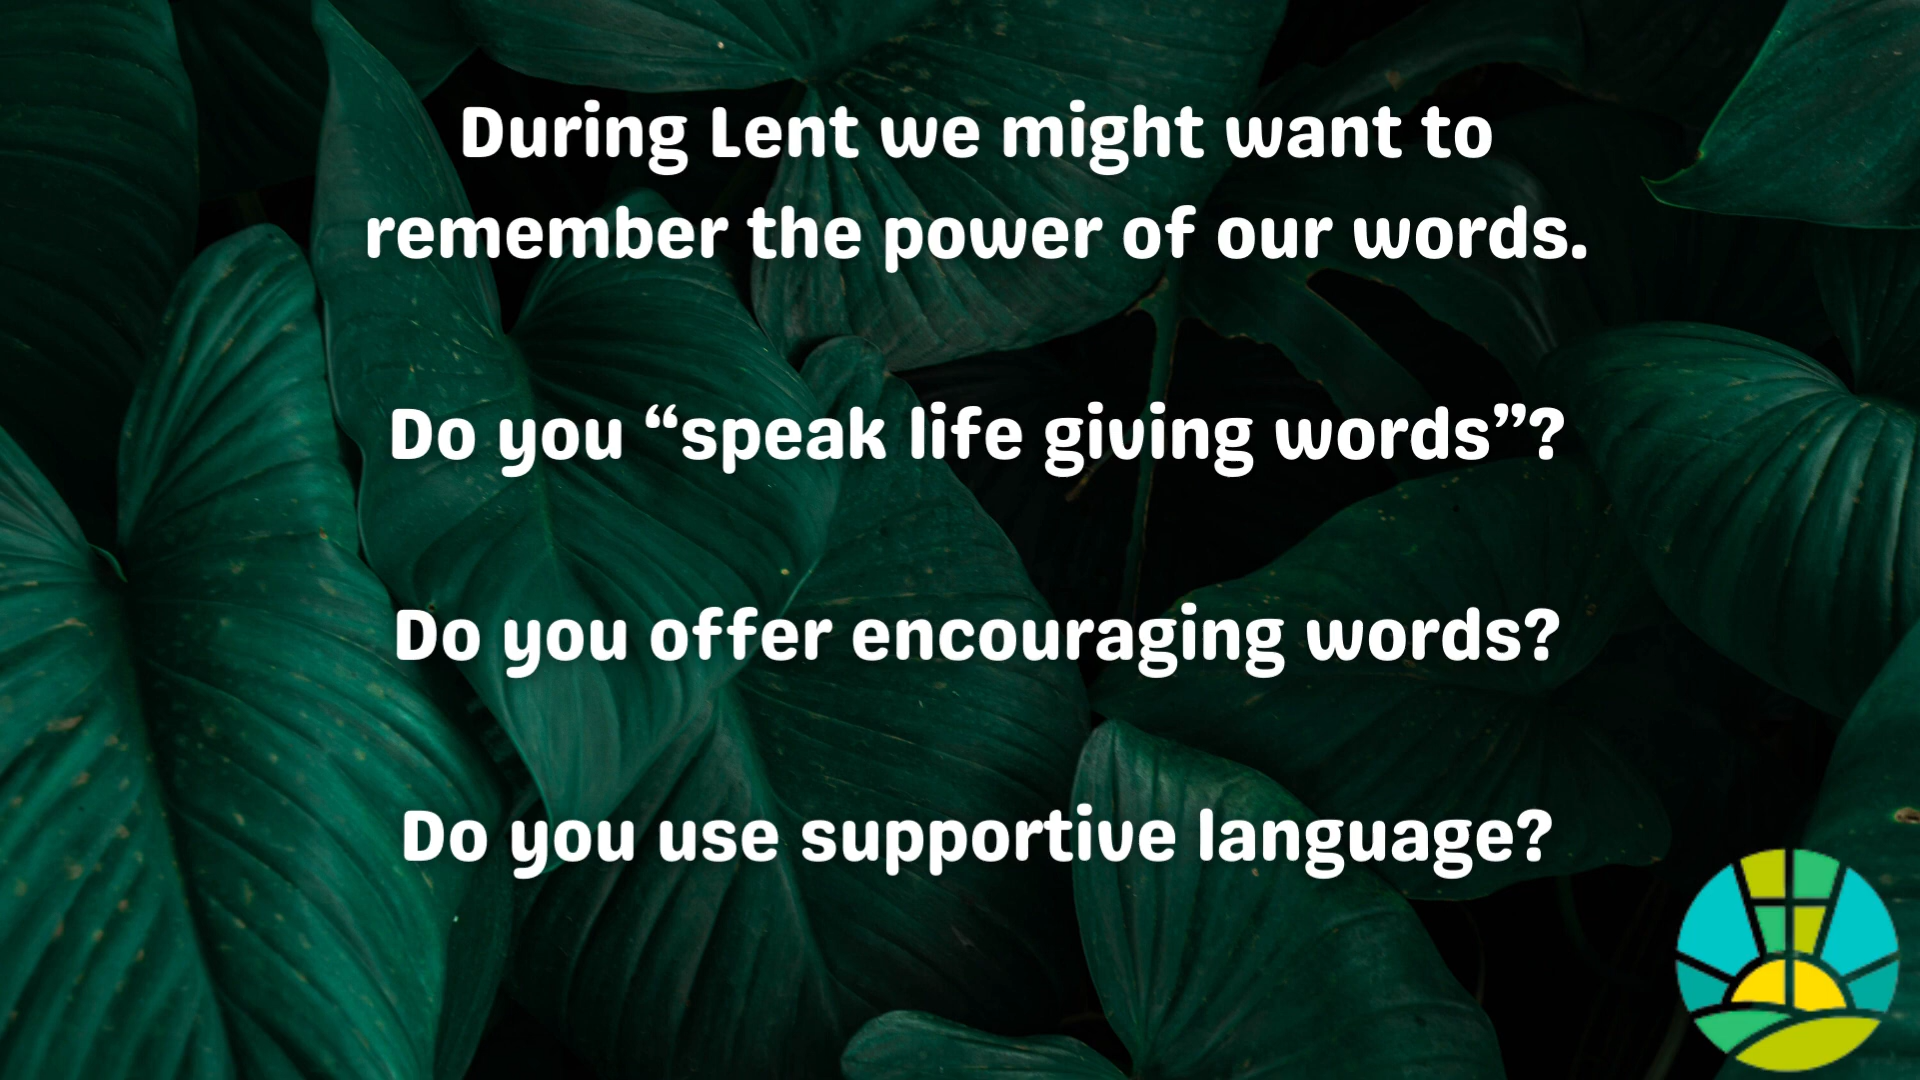 During Lent we might want to
remember the power of our words.
Do you “speak life giving words”?
Do you offer encouraging words?
Do you use supportive language?